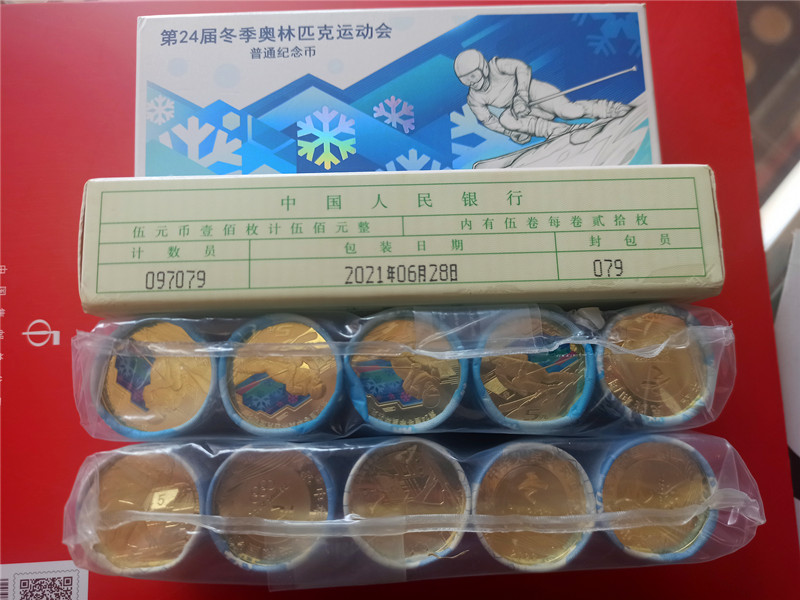 第24届冬季奥林匹克运动会
普通纪念币
中国人民银行
伍元币壹佰枚计伍佰元整 内有伍卷每卷贰拾枚
计数员 包装日期 封包员
097079 2021年06月28日 079
5
5